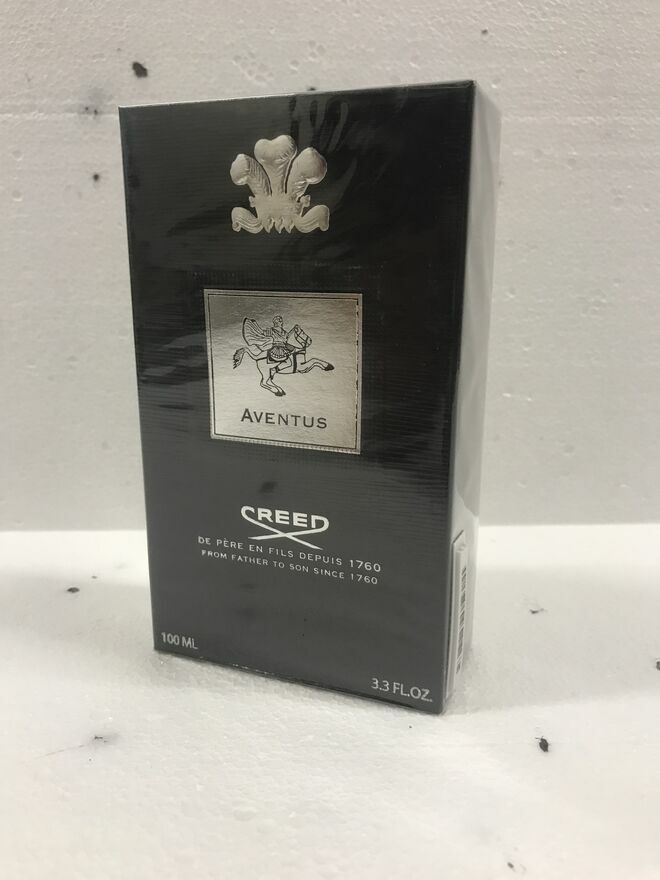 AVENTUS
CREED
DE PÈRE EN FILS DEPUIS 1760
FROM FATHER TO SON SINCE 1760
100 ML
3.3 FL.OZ.